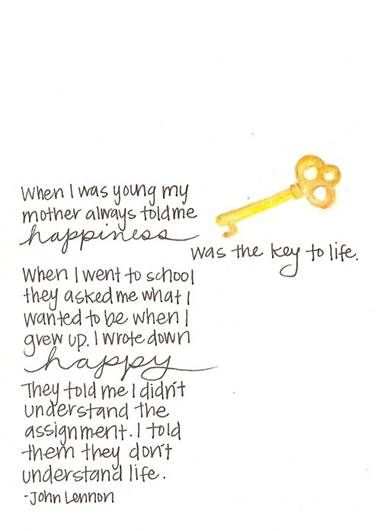 When I was young my
mother always told me
happiness
was the key to life.
When I went to school
they asked me what I
wanted to be when I
grew up. I wrote down
happy
They told me I didn't
understand the
assignment. I told
them they don't
understand life.
-John Lennon